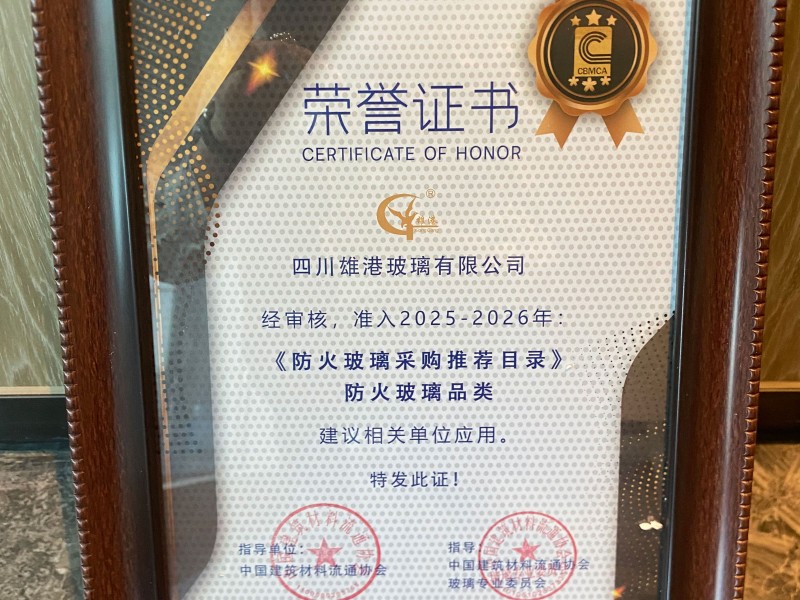 CBMCA
荣誉证书
CERTIFICATE OF HONOR
雄港
®
四川雄港玻璃有限公司
经审核，准入2025-2026年：
《防火玻璃采购推荐目录》
防火玻璃品类
建议相关单位应用。
特发此证！
指导单位：
中国建筑材料流通协会
指导
中国建筑材料流通协会
玻璃专业委员会